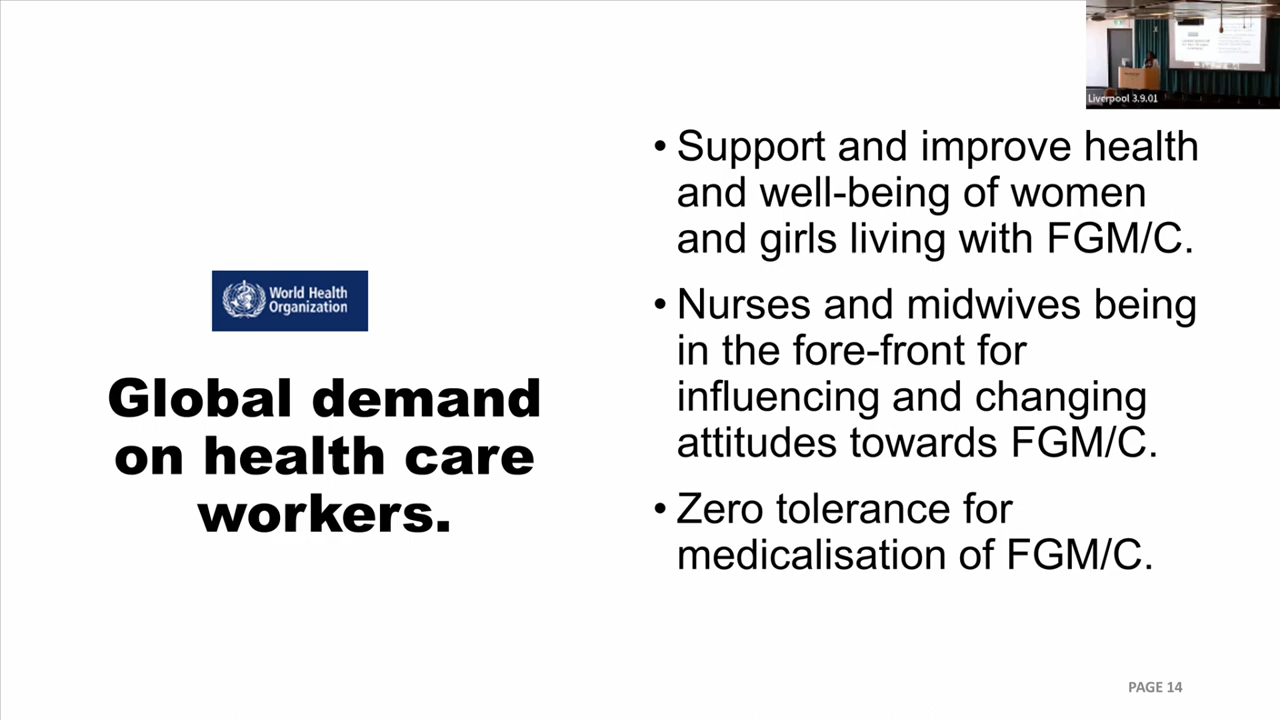 Liverpool 3.9.01
World Health
Organization
Global demand
on health care
workers.
• Support and improve health
and well-being of women
and girls living with FGM/C.
• Nurses and midwives being
in the fore-front for
influencing and changing
attitudes towards FGM/C.
• Zero tolerance for
medicalisation of FGM/C.
PAGE 14